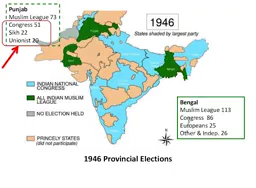 Punjab
Muslim League 73
Congress 51
Sikh 22
Unionist 20
1946
States shaded by largest party
INDIAN NATIONAL
CONGRESS
ALL INDIA MUSLIM
LEAGUE
NO ELECTION HELD
PRINCELY STATES
(did not participate)
Bengal
Muslim League 113
Congress 86
Europeans 25
Other & Indep. 26
1946 Provincial Elections